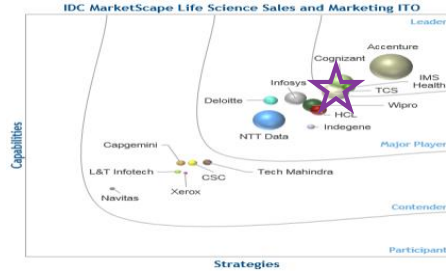 IDC MarketScape Life Science Sales and Marketing ITO
Leader
Accenture
Cognizant
IMS
Health
Infosys
TCS
Deloitte
Wipro
HCL
NTT Data
Indegene
Major Player
Capgemini
L&T Infotech
CSC
Tech Mahindra
Xerox
Navitas
Contender
Participant
Capabilities
Strategies